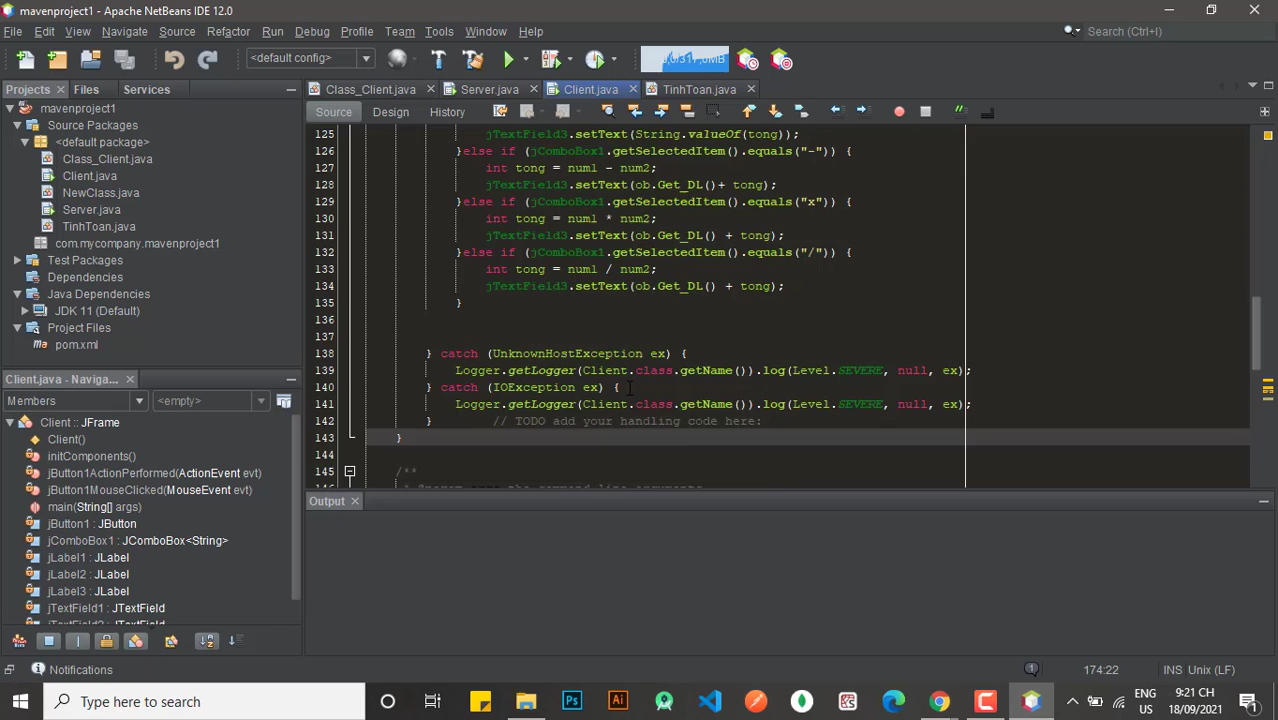 mavenproject1 - Apache NetBeans IDE 12.0
File Edit View Navigate Source Refactor Run Debug Profile Team Tools Window Help
Search (Ctrl+I)
<default config>
Projects Files Services
Class_Client.java Server.java Client.java TinhToan.java
Source Design History
mavenproject1
Source Packages
<default package>
Class_Client.java
Client.java
NewClass.java
Server.java
TinhToan.java
com.mycompany.mavenproject1
Test Packages
Dependencies
Java Dependencies
JDK 11 (Default)
Project Files
pom.xml
125 jTextField3.setText(String.valueOf(tong));
126 }else if (jComboBox1.getSelectedItem().equals("-")) {
127 int tong = num1 - num2;
128 jTextField3.setText(ob.Get_DL()+ tong);
129 }else if (jComboBox1.getSelectedItem().equals("x")) {
130 int tong = num1 * num2;
131 jTextField3.setText(ob.Get_DL() + tong);
132 }else if (jComboBox1.getSelectedItem().equals("/")) {
133 int tong = num1 / num2;
134 jTextField3.setText(ob.Get_DL() + tong);
135 }
136
137
138 } catch (UnknownHostException ex) {
139 Logger.getLogger(Client.class.getName()).log(Level.SEVERE, null, ex);
140 } catch (IOException ex) {
141 Logger.getLogger(Client.class.getName()).log(Level.SEVERE, null, ex);
142 } // TODO add your handling code here:
143 }
144
145 /**
Client.java - Naviga...
Members <empty>
Client :: JFrame
Client()
initComponents()
jButton1ActionPerformed(ActionEvent evt)
jButton1MouseClicked(MouseEvent evt)
main(String[] args)
jButton1 : JButton
jComboBox1 : JComboBox<String>
jLabel1 : JLabel
jLabel2 : JLabel
jLabel3 : JLabel
jTextField1 : JTextField
Output
Notifications
1
174:22
INS
Unix (LF)
Type here to search
ENG
CH
9:21 CH
18/09/2021
1